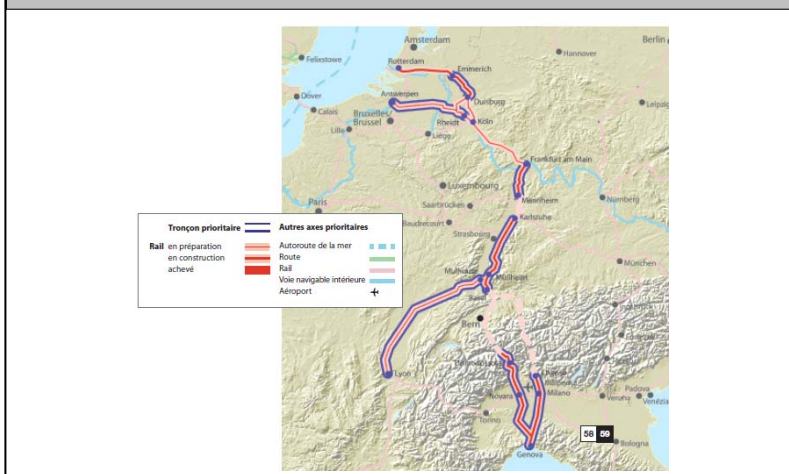 Amsterdam
Berlin
Hannover
Felixstowe
Rotterdam
Emmerich
Dover
Antwerpen
Duisburg
Leipzig
Calais
Bruxelles/
Brussel
Rheidt
Köln
Lille
Liège
Frankfurt am Main
Luxembourg
Mannheim
Nürnberg
Paris
Saarbrücken
Karlsruhe
Baudrecourt
Strasbourg
München
Mulhouse
Müllheim
Basel
Tronçon prioritaire
Autres axes prioritaires
Rail en préparation
Autoroute de la mer
en construction
Route
achevé
Rail
Voie navigable intérieure
Aéroport
Bern
Lyon
Novara
Milano
Padova
Verona
Venezia
Torino
58 59
Bologna
Genova